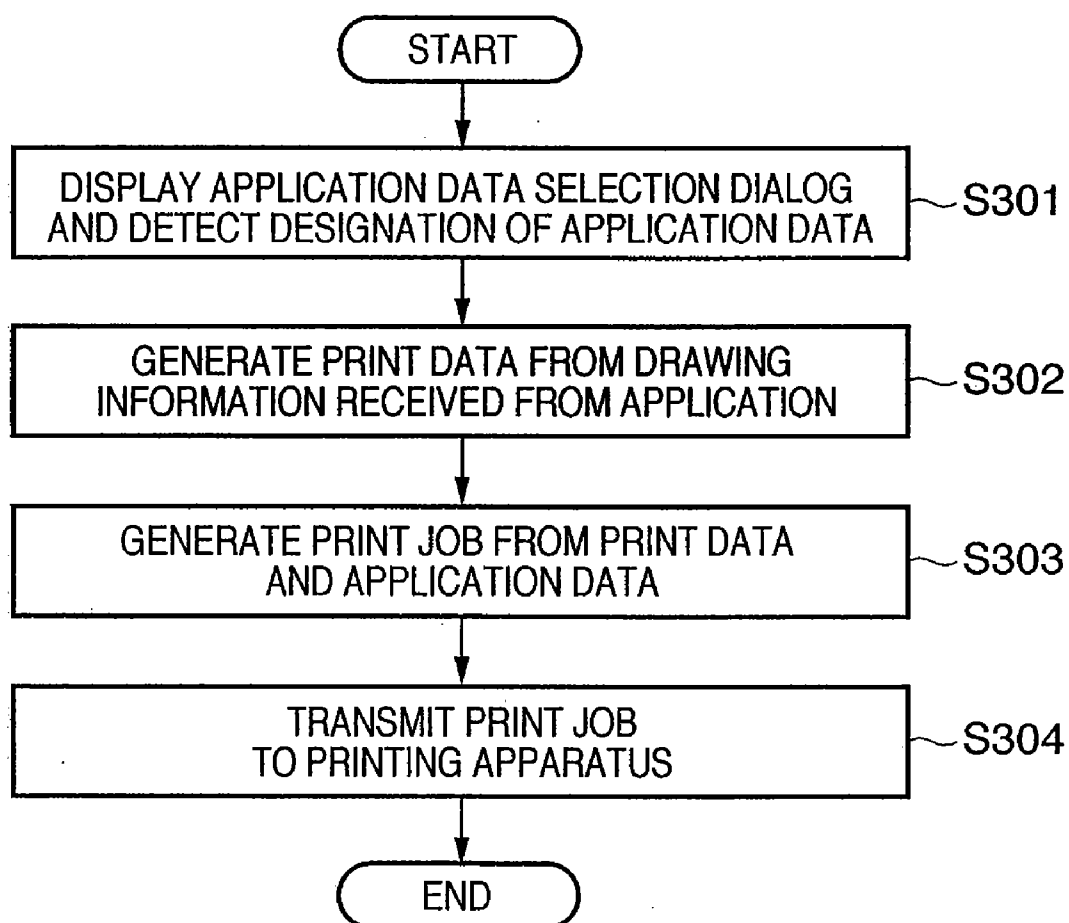 START
DISPLAY APPLICATION DATA SELECTION DIALOG
AND DETECT DESIGNATION OF APPLICATION DATA
S301
GENERATE PRINT DATA FROM DRAWING
INFORMATION RECEIVED FROM APPLICATION
S302
GENERATE PRINT JOB FROM PRINT DATA
AND APPLICATION DATA
S303
TRANSMIT PRINT JOB
TO PRINTING APPARATUS
S304
END